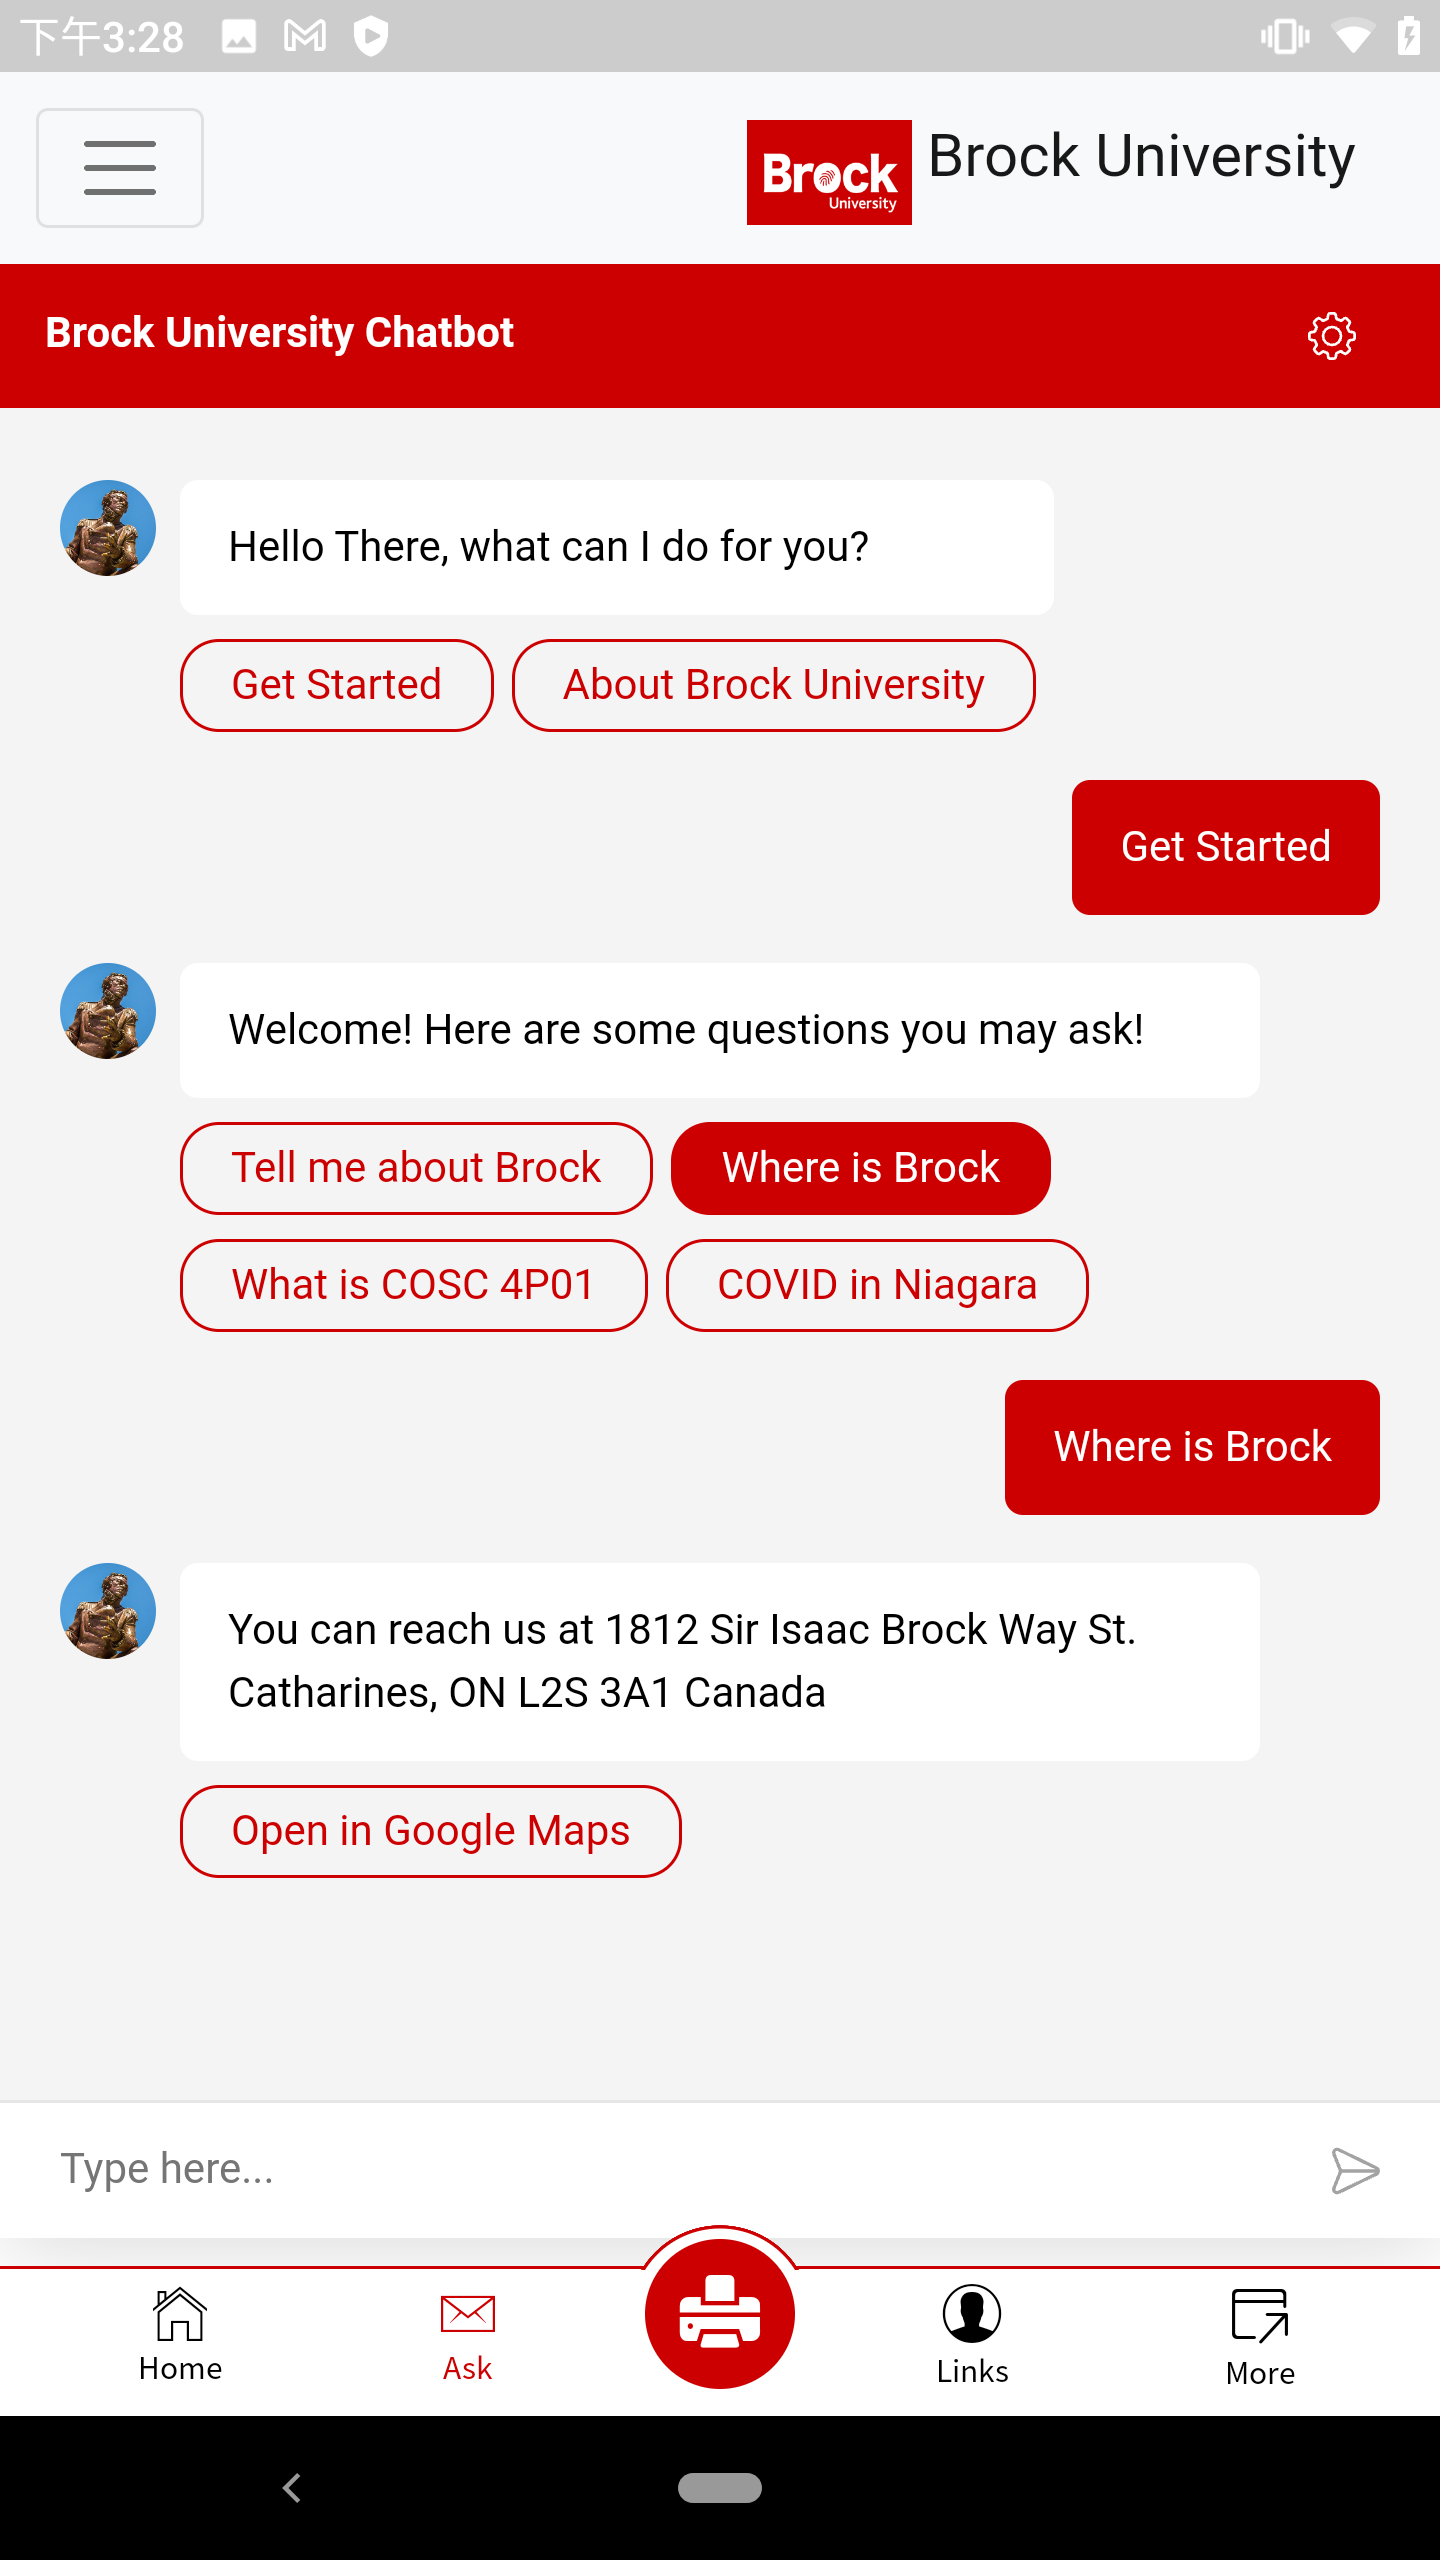 下午3:28
Brock
University
Brock University
Brock University Chatbot
Hello There, what can I do for you?
Get Started
About Brock University
Get Started
Welcome! Here are some questions you may ask!
Tell me about Brock
Where is Brock
What is COSC 4P01
COVID in Niagara
Where is Brock
You can reach us at 1812 Sir Isaac Brock Way St.
Catharines, ON L2S 3A1 Canada
Open in Google Maps
Type here...
Home
Ask
Links
More